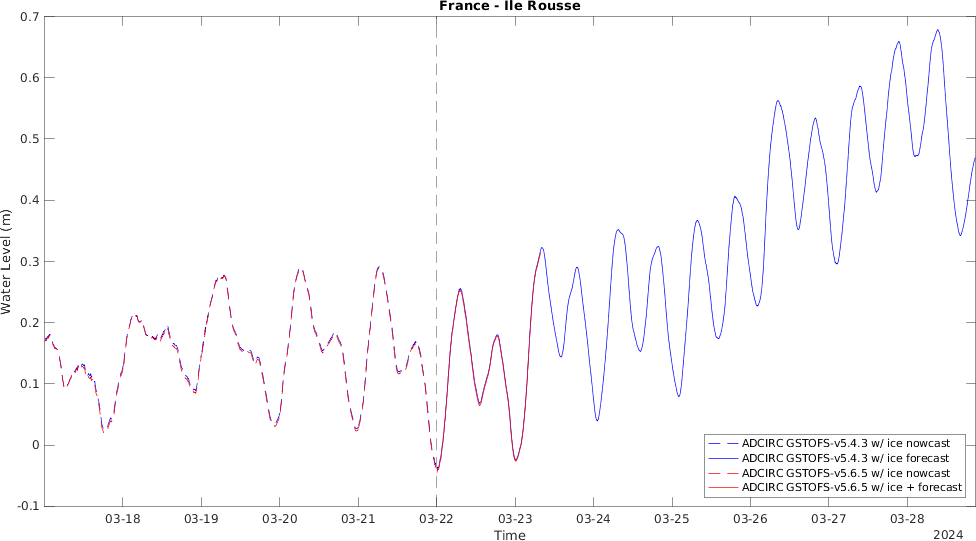 France - Ile Rousse
0.7
0.6
0.5
0.4
0.3
0.2
0.1
0
-0.1
Water Level (m)
03-18 03-19 03-20 03-21 03-22 03-23 03-24 03-25 03-26 03-27 03-28
Time
2024
ADCIRC GSTOFS-v5.4.3 w/ ice nowcast
ADCIRC GSTOFS-v5.4.3 w/ ice forecast
ADCIRC GSTOFS-v5.6.5 w/ ice nowcast
ADCIRC GSTOFS-v5.6.5 w/ ice + forecast